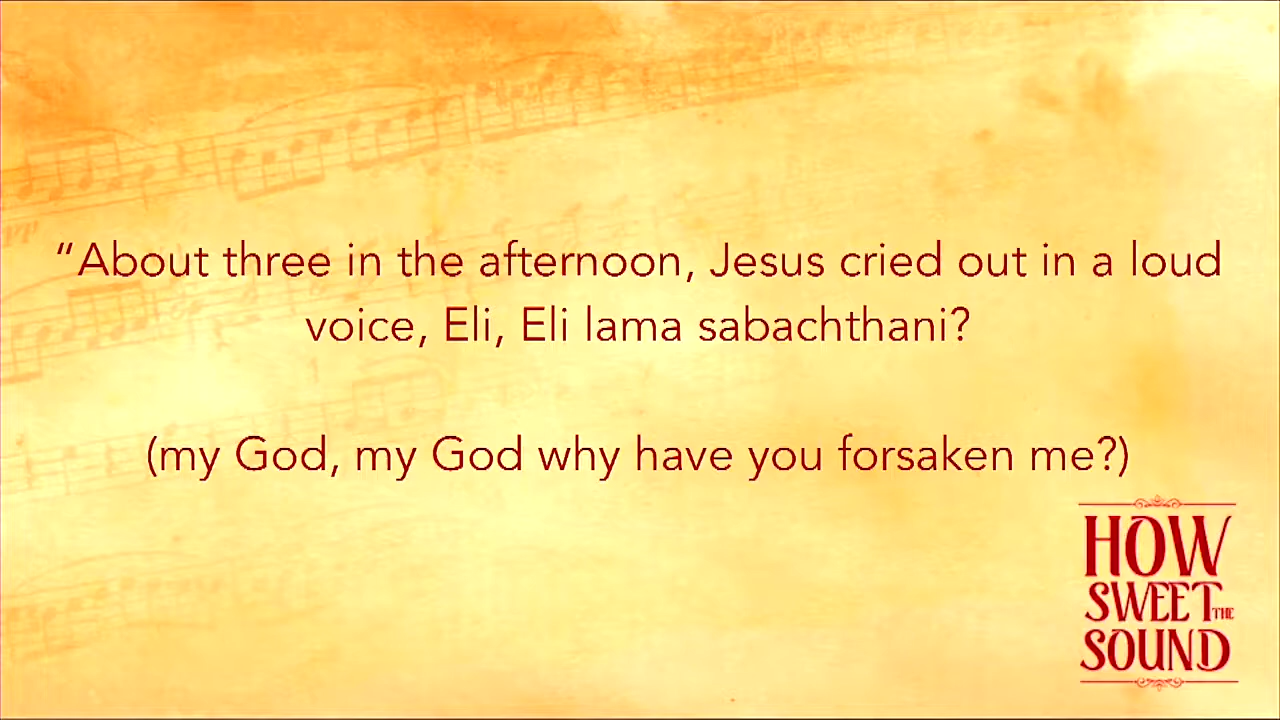 “About three in the afternoon, Jesus cried out in a loud
voice, Eli, Eli lama sabachthani?
(my God, my God why have you forsaken me?)
HOW
SWEET THE
SOUND